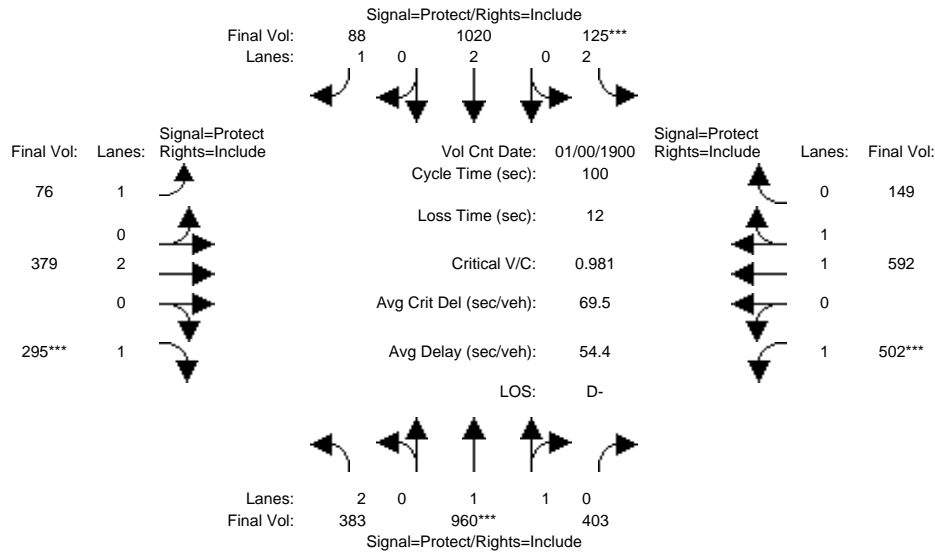 Signal=Protect/Rights=Include
Final Vol: 88 1020 125***
Lanes: 1 0 2 0 2
Signal=Protect Signal=Protect
Final Vol: Lanes: Rights=Include Vol Cnt Date: 01/00/1900 Rights=Include Lanes: Final Vol:
Cycle Time (sec): 100
76 1 0 149
Loss Time (sec): 12
0 1
379 2 Critical V/C: 0.981 1 592
0 Avg Crit Del (sec/veh): 69.5 0
295*** 1 Avg Delay (sec/veh): 54.4 1 502***
LOS: D-
Lanes: 2 0 1 1 0
Final Vol: 383 960*** 403
Signal=Protect/Rights=Include